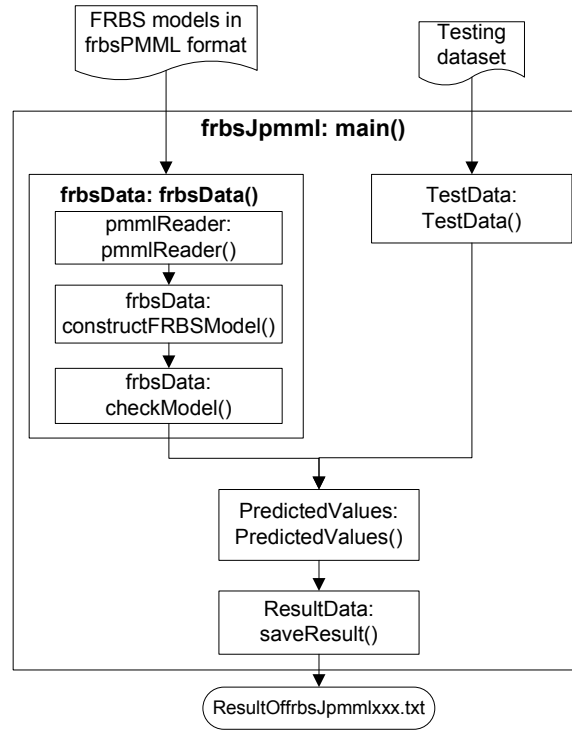 FRBS models in
frbsPMML format
Testing
dataset
frbsJpmml: main()
frbsData: frbsData()
pmmlReader:
pmmlReader()
frbsData:
constructFRBSModel()
frbsData:
checkModel()
TestData:
TestData()
PredictedValues:
PredictedValues()
ResultData:
saveResult()
ResultOffrbsJpmmlxxx.txt